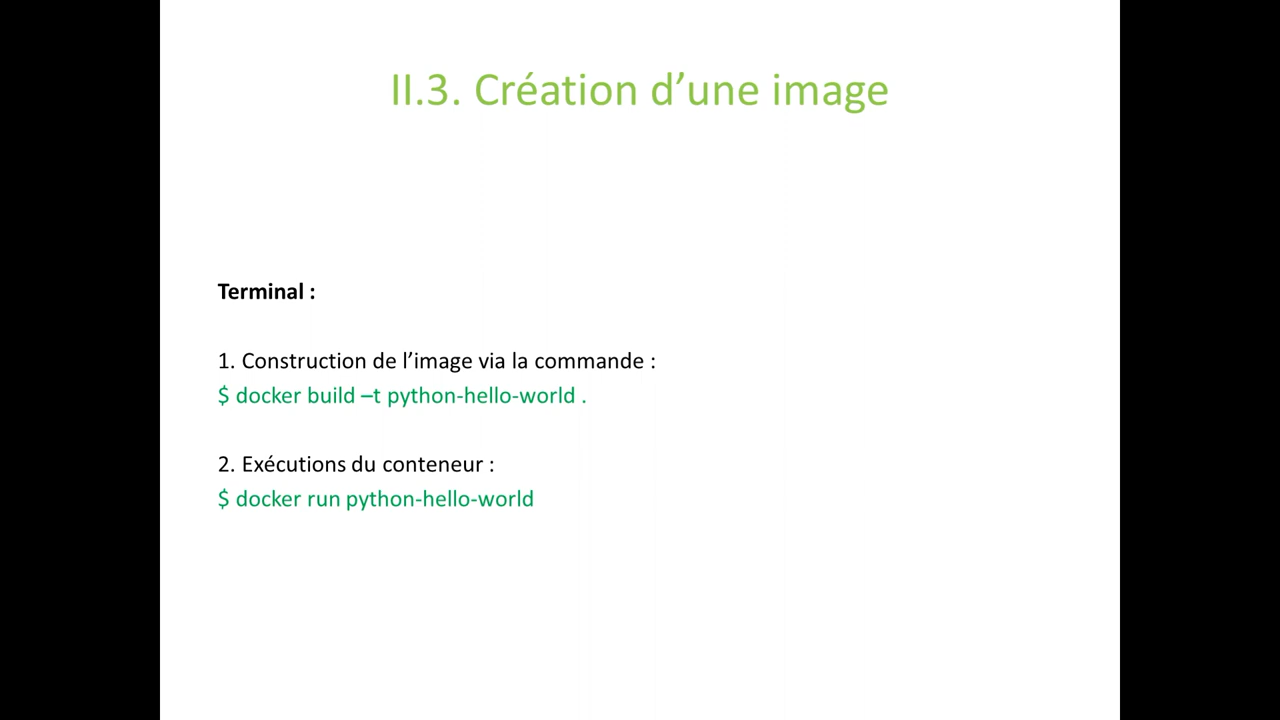 II.3. Création d’une image
Terminal :
1. Construction de l’image via la commande :
$ docker build –t python-hello-world .
2. Exécutions du conteneur :
$ docker run python-hello-world